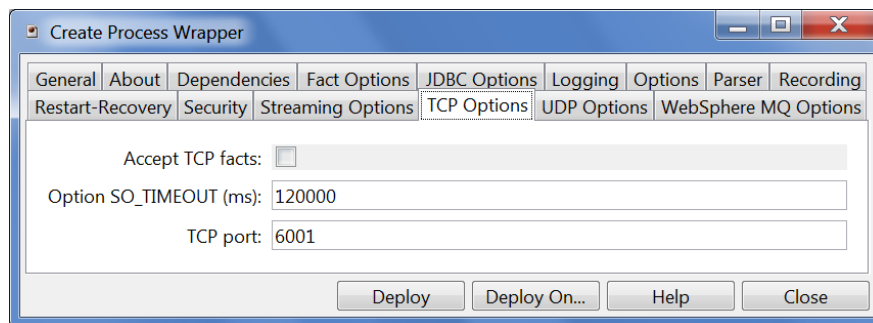 Create Process Wrapper
General About Dependencies Fact Options JDBC Options Logging Options Parser Recording
Restart-Recovery Security Streaming Options TCP Options UDP Options WebSphere MQ Options
Accept TCP facts:
Option SO_TIMEOUT (ms): 120000
TCP port: 6001
Deploy Deploy On... Help Close